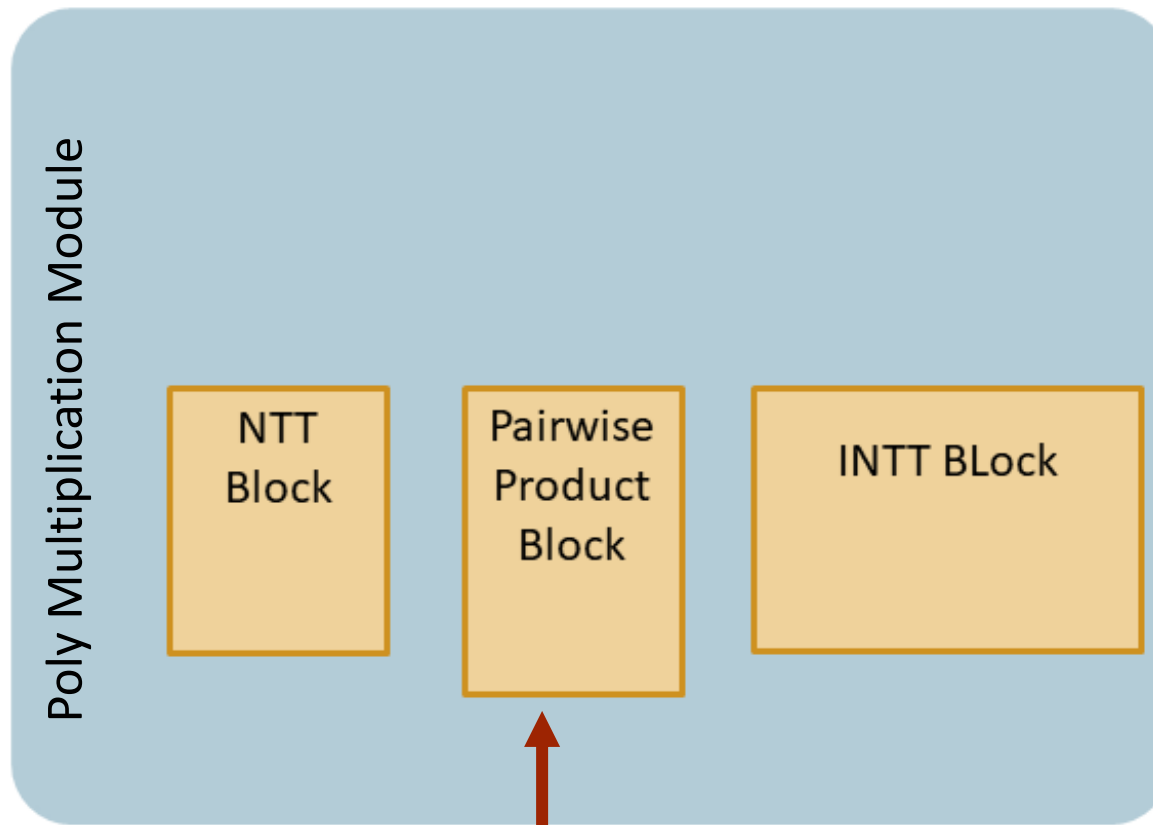 Poly Multiplication Module
NTT
Block
Pairwise
Product
Block
INTT BLock